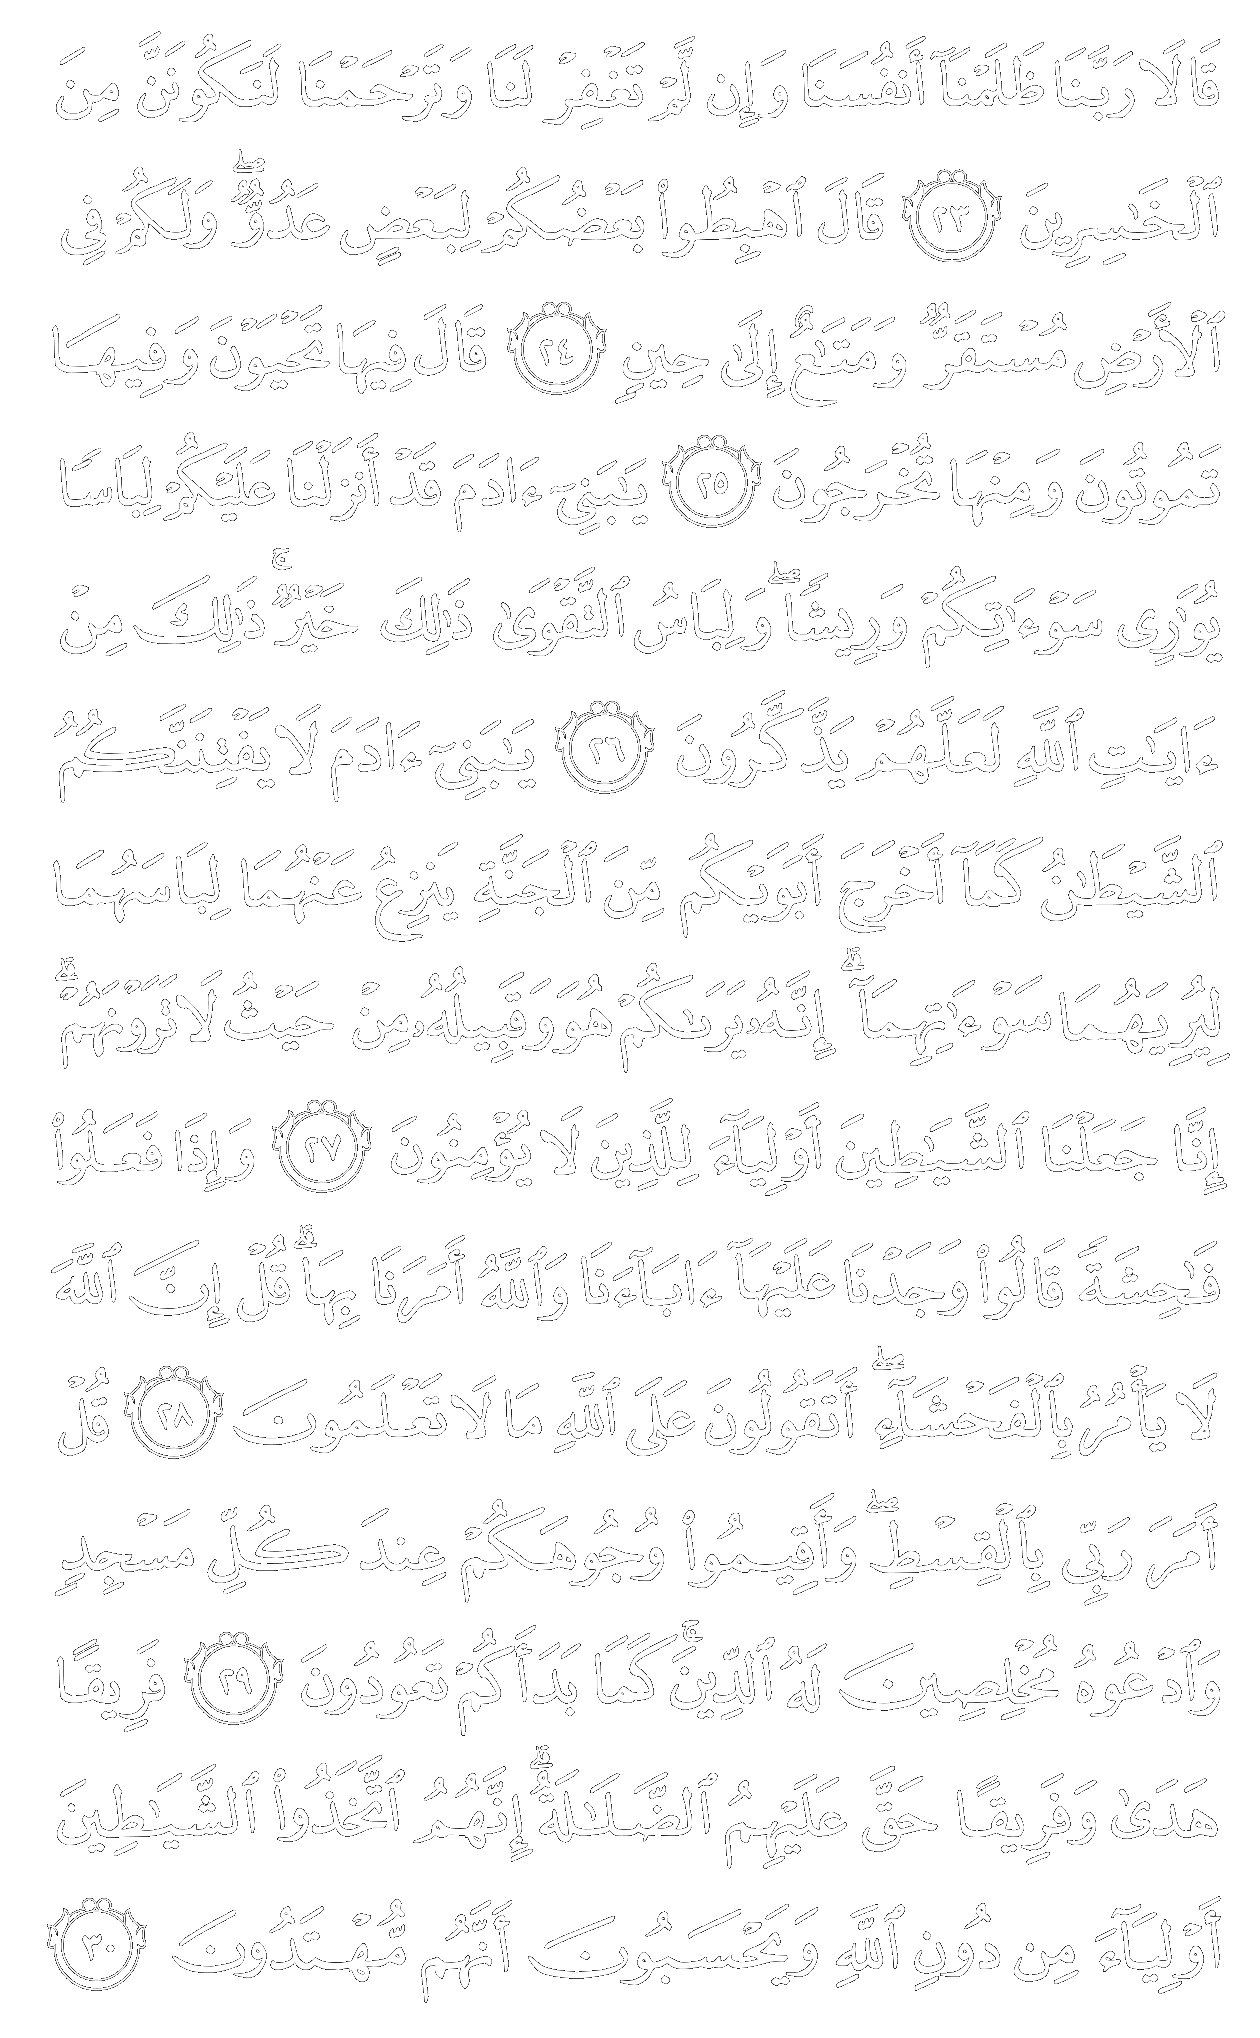 قَالَا رَبَّنَا ظَلَمْنَآ أَنفُسَنَا وَإِن لَّمْ تَغْفِرْ لَنَا وَتَرْحَمْنَا لَنَكُونَنَّ مِنَ
ٱلْخَـٰسِرِينَ ٢٣ قَالَ ٱهْبِطُوا۟ بَعْضُكُمْ لِبَعْضٍ عَدُوٌّ ۖ وَلَكُمْ فِى
ٱلْأَرْضِ مُسْتَقَرٌّ وَمَتَـٰعٌ إِلَىٰ حِينٍ ٢٤ قَالَ فِيهَا تَحْيَوْنَ وَفِيهَا
تَمُوتُونَ وَمِنْهَا تُخْرَجُونَ ٢٥ يَـٰبَنِىٓ ءَادَمَ قَدْ أَنزَلْنَا عَلَيْكُمْ لِبَاسًا
يُوَٰرِى سَوْءَٰتِكُمْ وَرِيشًا ۖ وَلِبَاسُ ٱلتَّقْوَىٰ ذَٰلِكَ خَيْرٌ ۚ ذَٰلِكَ مِنْ
ءَايَـٰتِ ٱللَّهِ لَعَلَّهُمْ يَذَّكَّرُونَ ٢٦ يَـٰبَنِىٓ ءَادَمَ لَا يَفْتِنَنَّكُمُ
ٱلشَّيْطَـٰنُ كَمَآ أَخْرَجَ أَبَوَيْكُم مِّنَ ٱلْجَنَّةِ يَنزِعُ عَنْهُمَا لِبَاسَهُمَا
لِيُرِيَهُمَا سَوْءَٰتِهِمَآ ۗ إِنَّهُۥ يَرَىٰكُمْ هُوَ وَقَبِيلُهُۥ مِنْ حَيْثُ لَا تَرَوْنَهُمْ ۗ
إِنَّا جَعَلْنَا ٱلشَّيَـٰطِينَ أَوْلِيَآءَ لِلَّذِينَ لَا يُؤْمِنُونَ ٢٧ وَإِذَا فَعَلُوا۟
فَـٰحِشَةً قَالُوا۟ وَجَدْنَا عَلَيْهَآ ءَابَآءَنَا وَٱللَّهُ أَمَرَنَا بِهَا ۗ قُلْ إِنَّ ٱللَّهَ
لَا يَأْمُرُ بِٱلْفَحْشَآءِ ۖ أَتَقُولُونَ عَلَى ٱللَّهِ مَا لَا تَعْلَمُونَ ٢٨ قُلْ
أَمَرَ رَبِّى بِٱلْقِسْطِ ۖ وَأَقِيمُوا۟ وُجُوهَكُمْ عِندَ كُلِّ مَسْجِدٍ
وَٱدْعُوهُ مُخْلِصِينَ لَهُ ٱلدِّينَ ۚ كَمَا بَدَأَكُمْ تَعُودُونَ ٢٩ فَرِيقًا
هَدَىٰ وَفَرِيقًا حَقَّ عَلَيْهِمُ ٱلضَّلَـٰلَةُ ۗ إِنَّهُمُ ٱتَّخَذُوا۟ ٱلشَّيَـٰطِينَ
أَوْلِيَآءَ مِن دُونِ ٱللَّهِ وَيَحْسَبُونَ أَنَّهُم مُّهْتَدُونَ ٣٠